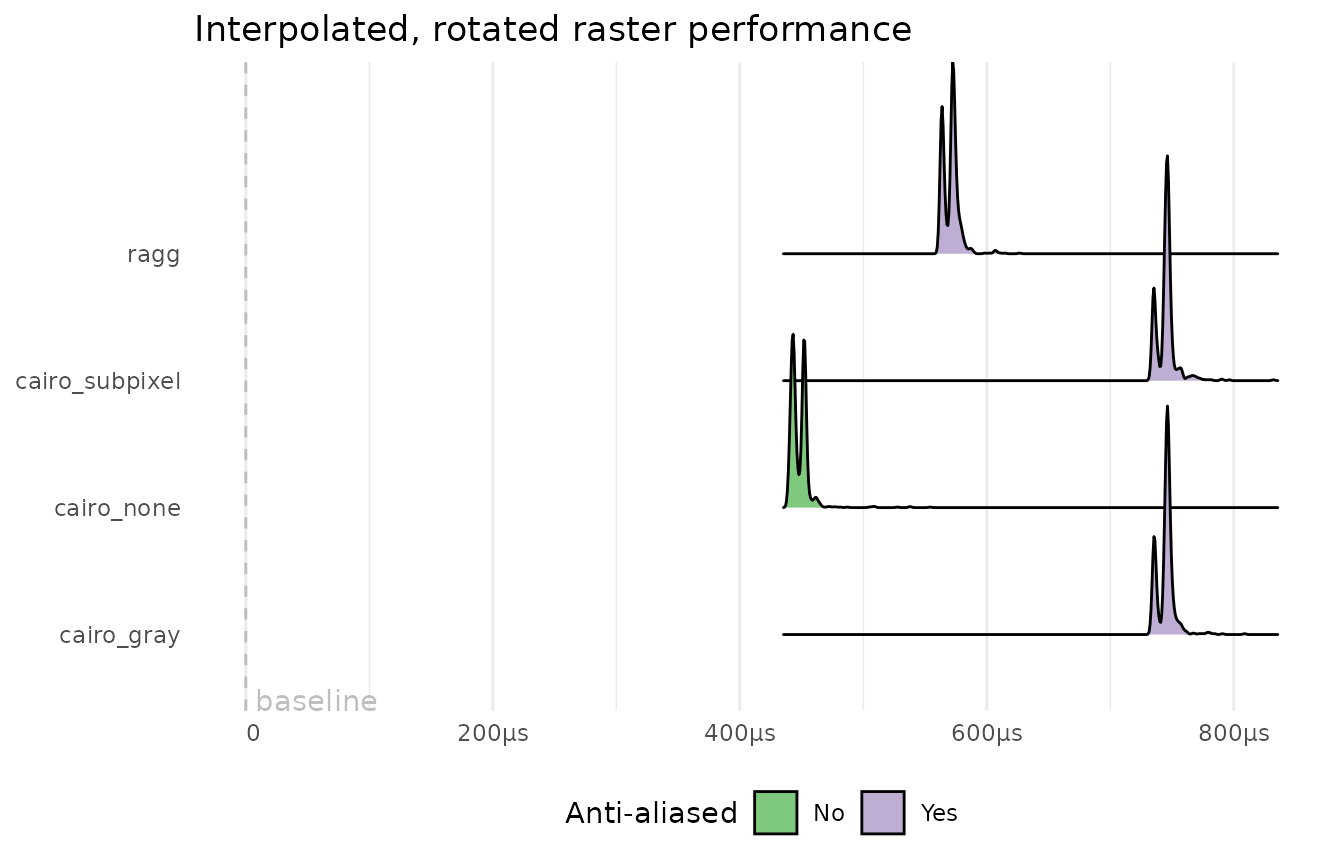 Interpolated, rotated raster performance
ragg
cairo_subpixel
cairo_none
cairo_gray
baseline
0 200µs 400µs 600µs 800µs
Anti-aliased No Yes